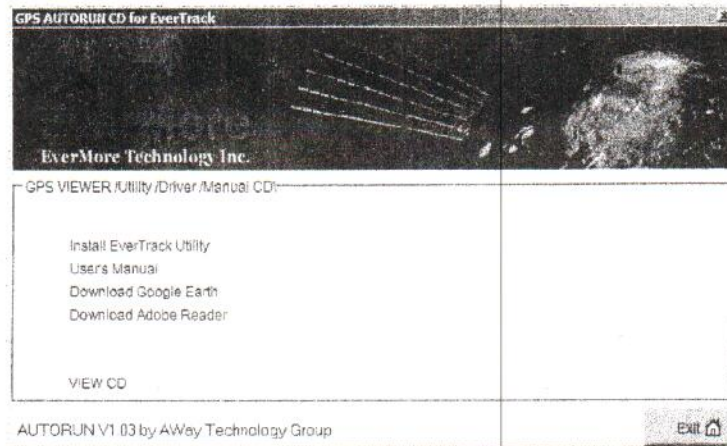 GPS AUTORUN CD for EverTrack
EverMore Technology Inc.
GPS VIEWER /Utility /Driver /Manual CD\
Install EverTrack Utility
User's Manual
Download Google Earth
Download Adobe Reader
VIEW CD
AUTORUN V1.03 by AWay Technology Group
Exit